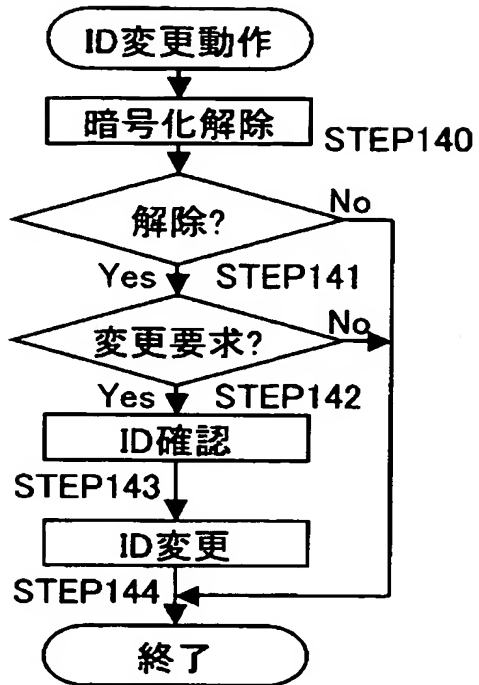 ID変更動作
暗号化解除
STEP140
解除?
No
Yes
STEP141
変更要求?
No
Yes
STEP142
ID確認
STEP143
ID変更
STEP144
終了